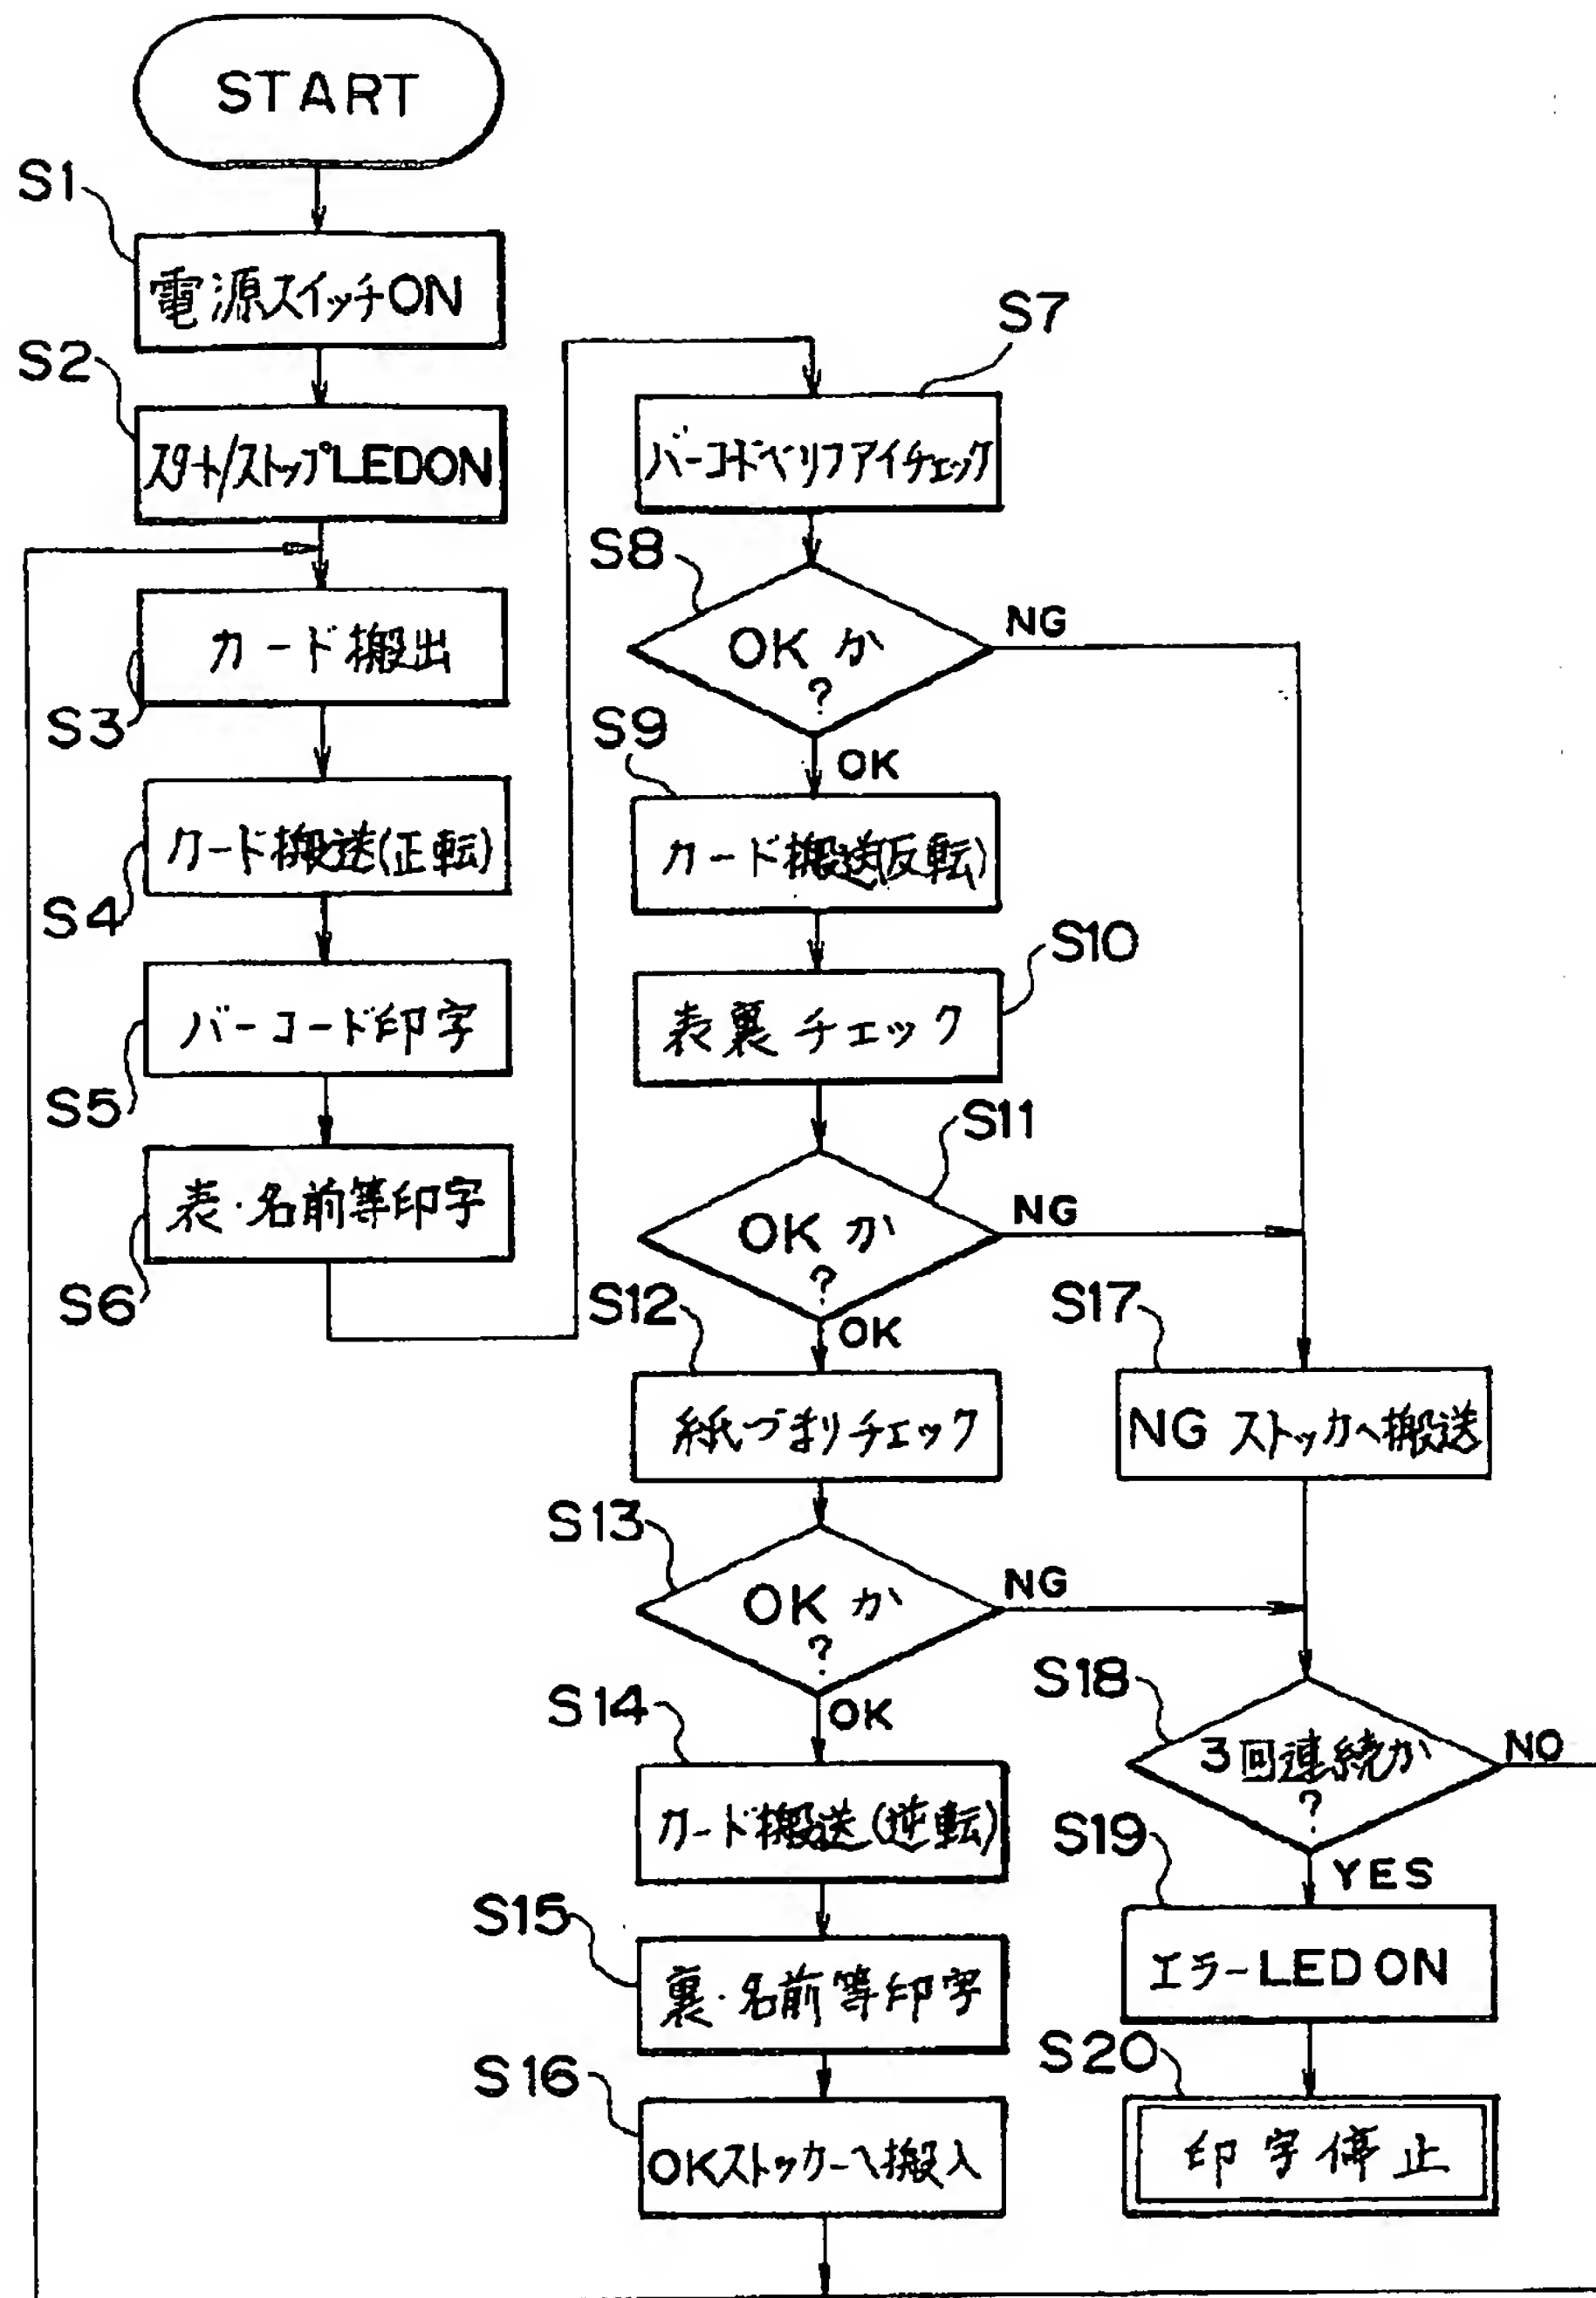 START
S1
電源スイッチON
S2
スタート/ストップLEDON
カード搬出
S3
カード搬送(正転)
S4
バーコード印字
S5
表・名前等印字
S6
S7
バーコードベリファイチェック
S8
OKか
?
NG
OK
S9
カード搬送(反転)
S10
表裏チェック
S11
OKか
?
NG
OK
S12
紙づまりチェック
S13
OKか
?
NG
OK
S14
カード搬送(逆転)
S15
裏・名前等印字
S16
OKストッカーへ搬入
S17
NGストッカへ搬送
S18
3回連続か
?
NO
YES
S19
エラーLED ON
S20
印字停止